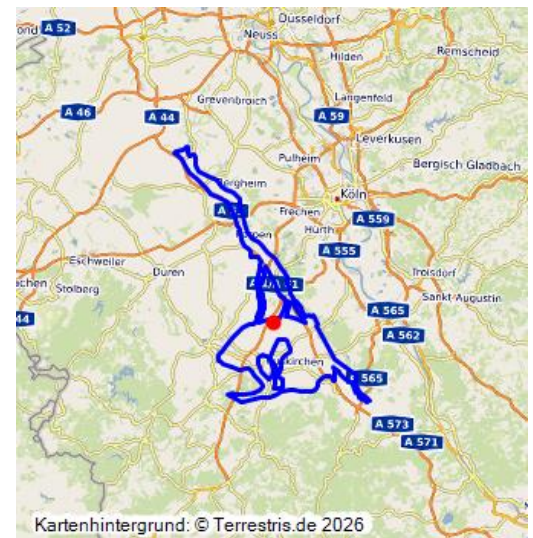 Düsseldorf
A 52
Neuss
Remscheid
Hilden
Grevenbroich
Langenfeld
A 46
A 44
A 59
Leverkusen
Pulheim
Bergisch Gladbach
Bergheim
Köln
Frechen
A 559
Hürth
A 555
Eschweiler
Düren
Troisdorf
Stolberg
Sankt Augustin
A 565
44
A 562
565
A 573
A 571
Kartenhintergrund: © Terrestris.de 2026